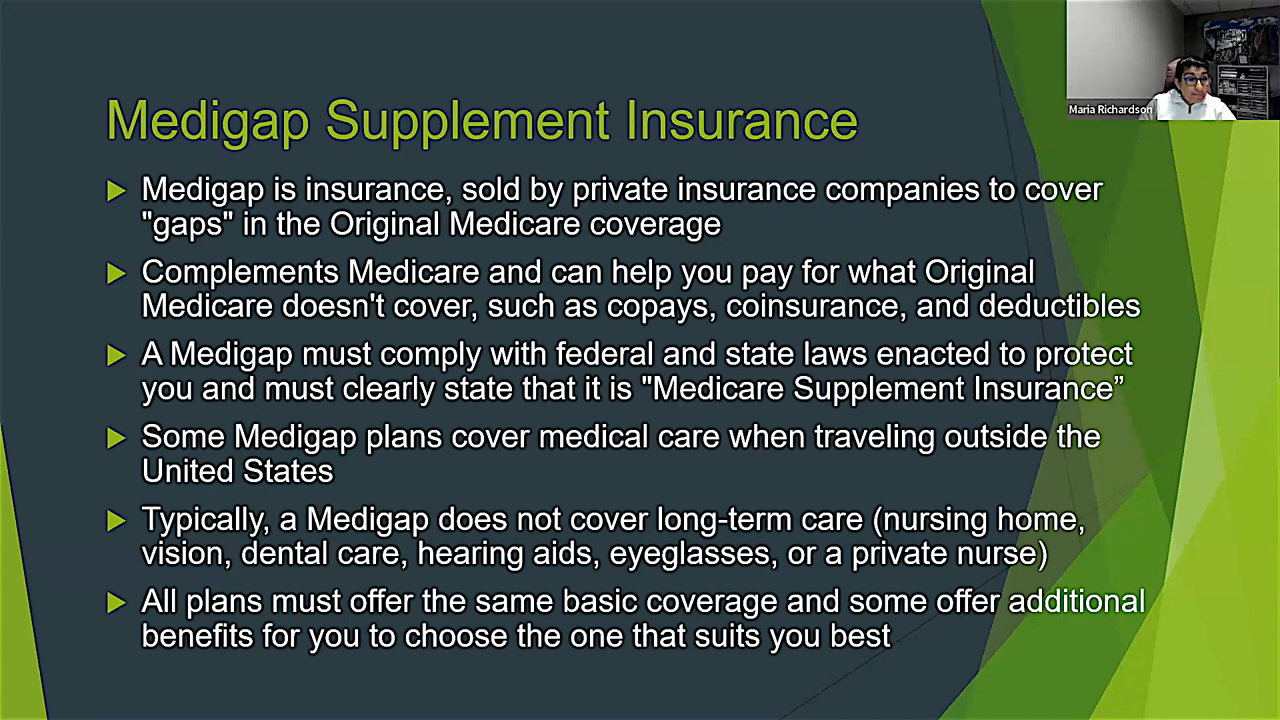 Maria Richardson
Medigap Supplement Insurance
Medigap is insurance, sold by private insurance companies to cover
"gaps" in the Original Medicare coverage
Complements Medicare and can help you pay for what Original
Medicare doesn't cover, such as copays, coinsurance, and deductibles
A Medigap must comply with federal and state laws enacted to protect
you and must clearly state that it is "Medicare Supplement Insurance”
Some Medigap plans cover medical care when traveling outside the
United States
Typically, a Medigap does not cover long-term care (nursing home,
vision, dental care, hearing aids, eyeglasses, or a private nurse)
All plans must offer the same basic coverage and some offer additional
benefits for you to choose the one that suits you best